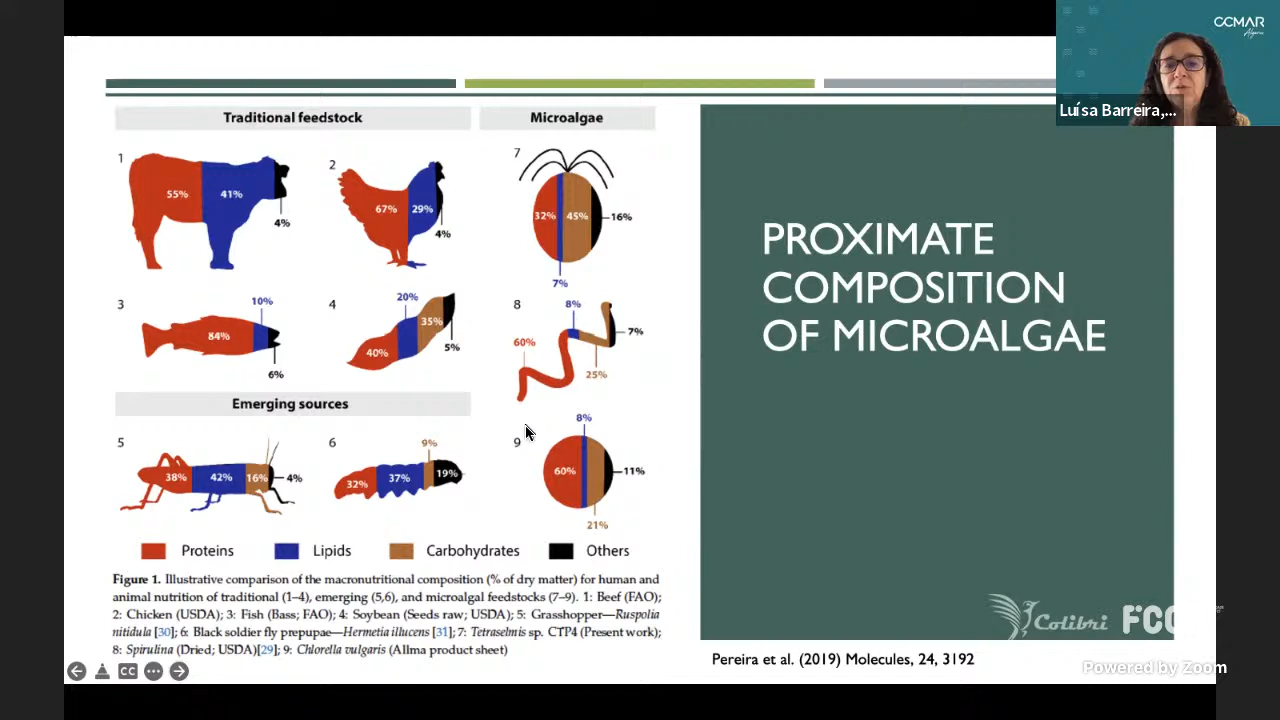 CCMAR
Algarve
Luísa Barreira,...
Traditional feedstock
Microalgae
1
55%
41%
4%
2
67%
29%
4%
7
32%
45%
16%
7%
3
84%
10%
6%
4
40%
20%
35%
5%
8
60%
8%
25%
7%
Emerging sources
5
38%
42%
16%
4%
6
32%
37%
9%
19%
9
60%
8%
21%
11%
Proteins
Lipids
Carbohydrates
Others
Figure 1. Illustrative comparison of the macronutritional composition (% of dry matter) for human and
animal nutrition of traditional (1–4), emerging (5,6), and microalgal feedstocks (7–9). 1: Beef (FAO);
2: Chicken (USDA); 3: Fish (Bass; FAO); 4: Soybean (Seeds raw; USDA); 5: Grasshopper—Ruspolia
nitidula [30]; 6: Black soldier fly prepupae—Hermetia illucens [31]; 7: Tetraselmis sp. CTP4 (Present work);
8: Spirulina (Dried; USDA)[29]; 9: Chlorella vulgaris (Allma product sheet)
PROXIMATE
COMPOSITION
OF MICROALGAE
Colibri
FCC
Pereira et al. (2019) Molecules, 24, 3192
Powered by Zoom
CC